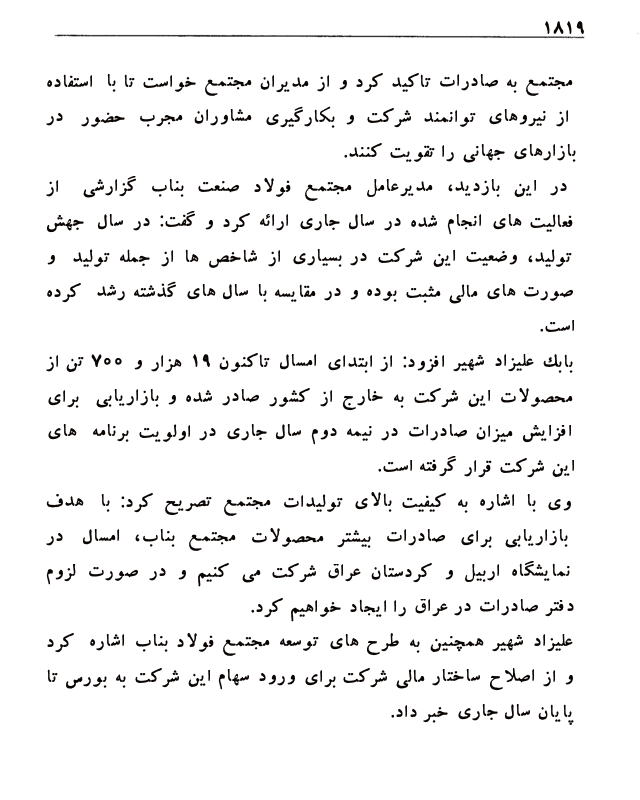 ۱۸۱۹
مجتمع به صادرات تاکید کرد و از مدیران مجتمع خواست تا با استفاده
از نیروهای توانمند شرکت و بکارگیری مشاوران مجرب حضور در
بازارهای جهانی را تقویت کنند.
در این بازدید، مدیرعامل مجتمع فولاد صنعت بناب گزارشی از
فعالیت های انجام شده در سال جاری ارائه کرد و گفت: در سال جهش
تولید، وضعیت این شرکت در بسیاری از شاخص ها از جمله تولید و
صورت های مالی مثبت بوده و در مقایسه با سال های گذشته رشد کرده
است.
بابك علیزاد شهیر افزود: از ابتدای امسال تاکنون ۱۹ هزار و ۷۰۰ تن از
محصولات این شرکت به خارج از کشور صادر شده و بازاریابی برای
افزایش میزان صادرات در نیمه دوم سال جاری در اولویت برنامه های
این شرکت قرار گرفته است.
وی با اشاره به کیفیت بالای تولیدات مجتمع تصریح کرد: با هدف
بازاریابی برای صادرات بیشتر محصولات مجتمع بناب، امسال در
نمایشگاه اربیل و کردستان عراق شرکت می کنیم و در صورت لزوم
دفتر صادرات در عراق را ایجاد خواهیم کرد.
علیزاد شهیر همچنین به طرح های توسعه مجتمع فولاد بناب اشاره کرد
و از اصلاح ساختار مالی شرکت برای ورود سهام این شرکت به بورس تا
پایان سال جاری خبر داد.